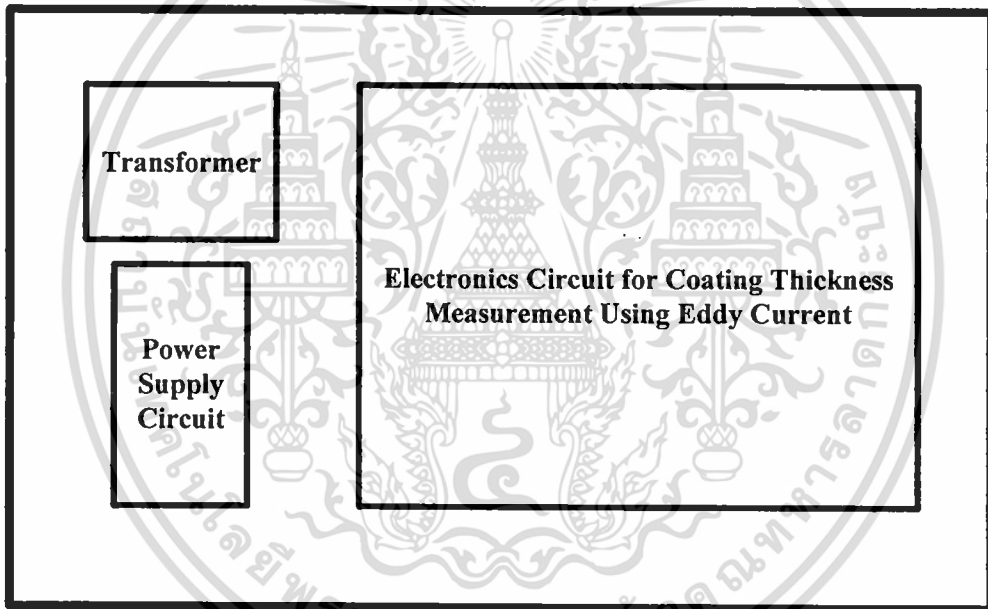 Transformer
Electronics Circuit for Coating Thickness
Measurement Using Eddy Current
Power
Supply
Circuit